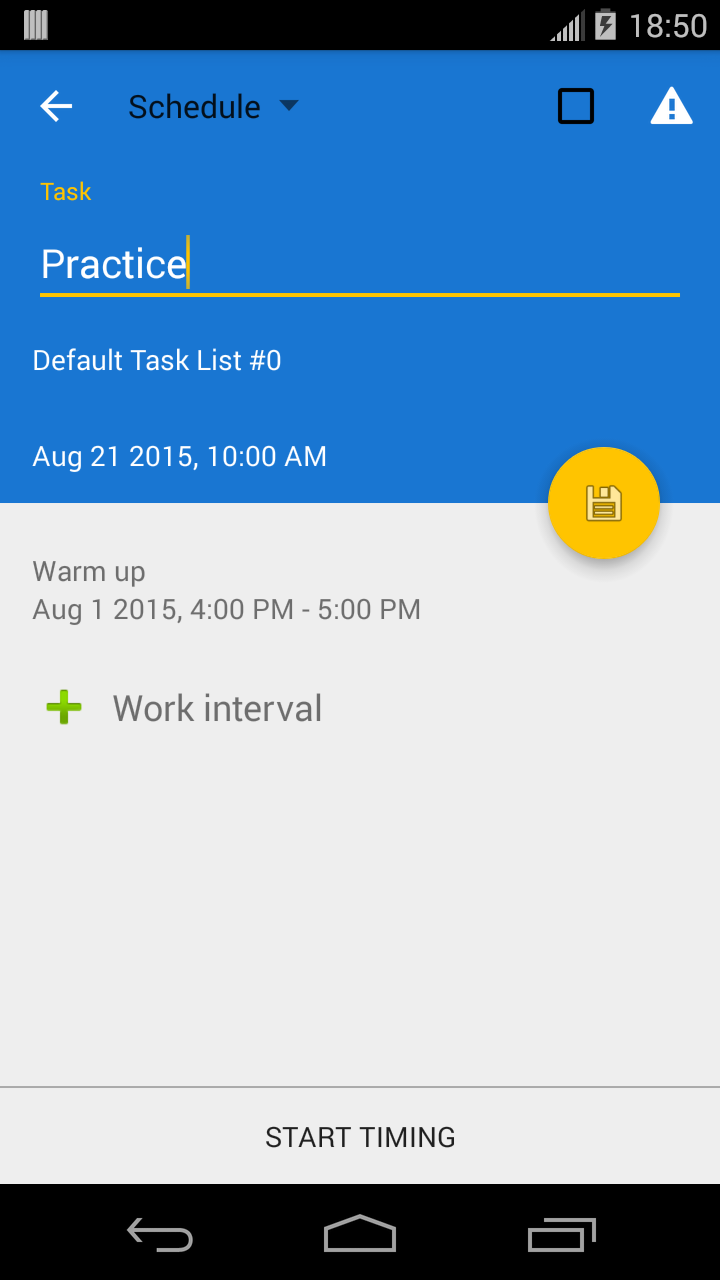 18:50
Schedule
Task
Practice
Default Task List #0
Aug 21 2015, 10:00 AM
Warm up
Aug 1 2015, 4:00 PM - 5:00 PM
Work interval
START TIMING